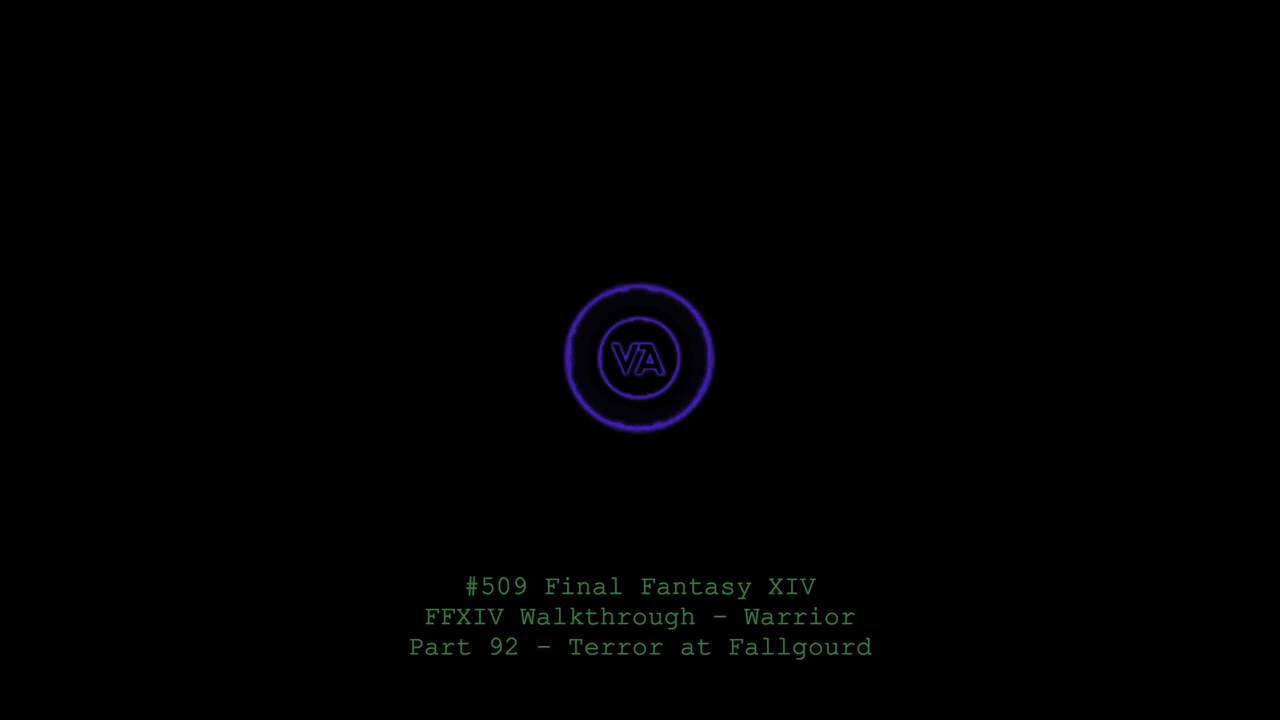 VA
#509 Final Fantasy XIV
FFXIV Walkthrough - Warrior
Part 92 - Terror at Fallgourd